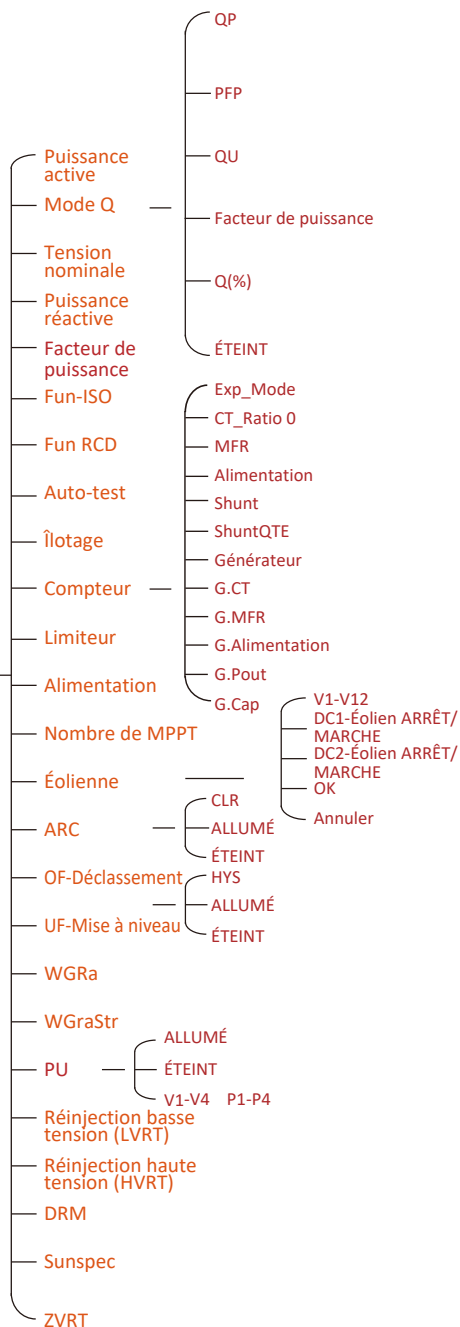 QP
PFP
QU
Facteur de puissance
Q(%)
ÉTEINT
Puissance
active
Mode Q
Tension
nominale
Puissance
réactive
Facteur de
puissance
Fun-ISO
Fun RCD
Auto-test
Îlotage
Compteur
Exp_Mode
CT_Ratio 0
MFR
Alimentation
Shunt
ShuntQTE
Générateur
G.CT
G.MFR
G.Alimentation
G.Pout
G.Cap
Limiteur
Alimentation
Nombre de MPPT
Éolienne
V1-V12
DC1-Éolien ARRÊT/
MARCHE
DC2-Éolien ARRÊT/
MARCHE
OK
Annuler
ARC
CLR
ALLUMÉ
ÉTEINT
OF-Déclassement
UF-Mise à niveau
HYS
ALLUMÉ
ÉTEINT
WGRa
WGraStr
PU
ALLUMÉ
ÉTEINT
V1-V4 P1-P4
Réinjection basse
tension (LVRT)
Réinjection haute
tension (HVRT)
DRM
Sunspec
ZVRT